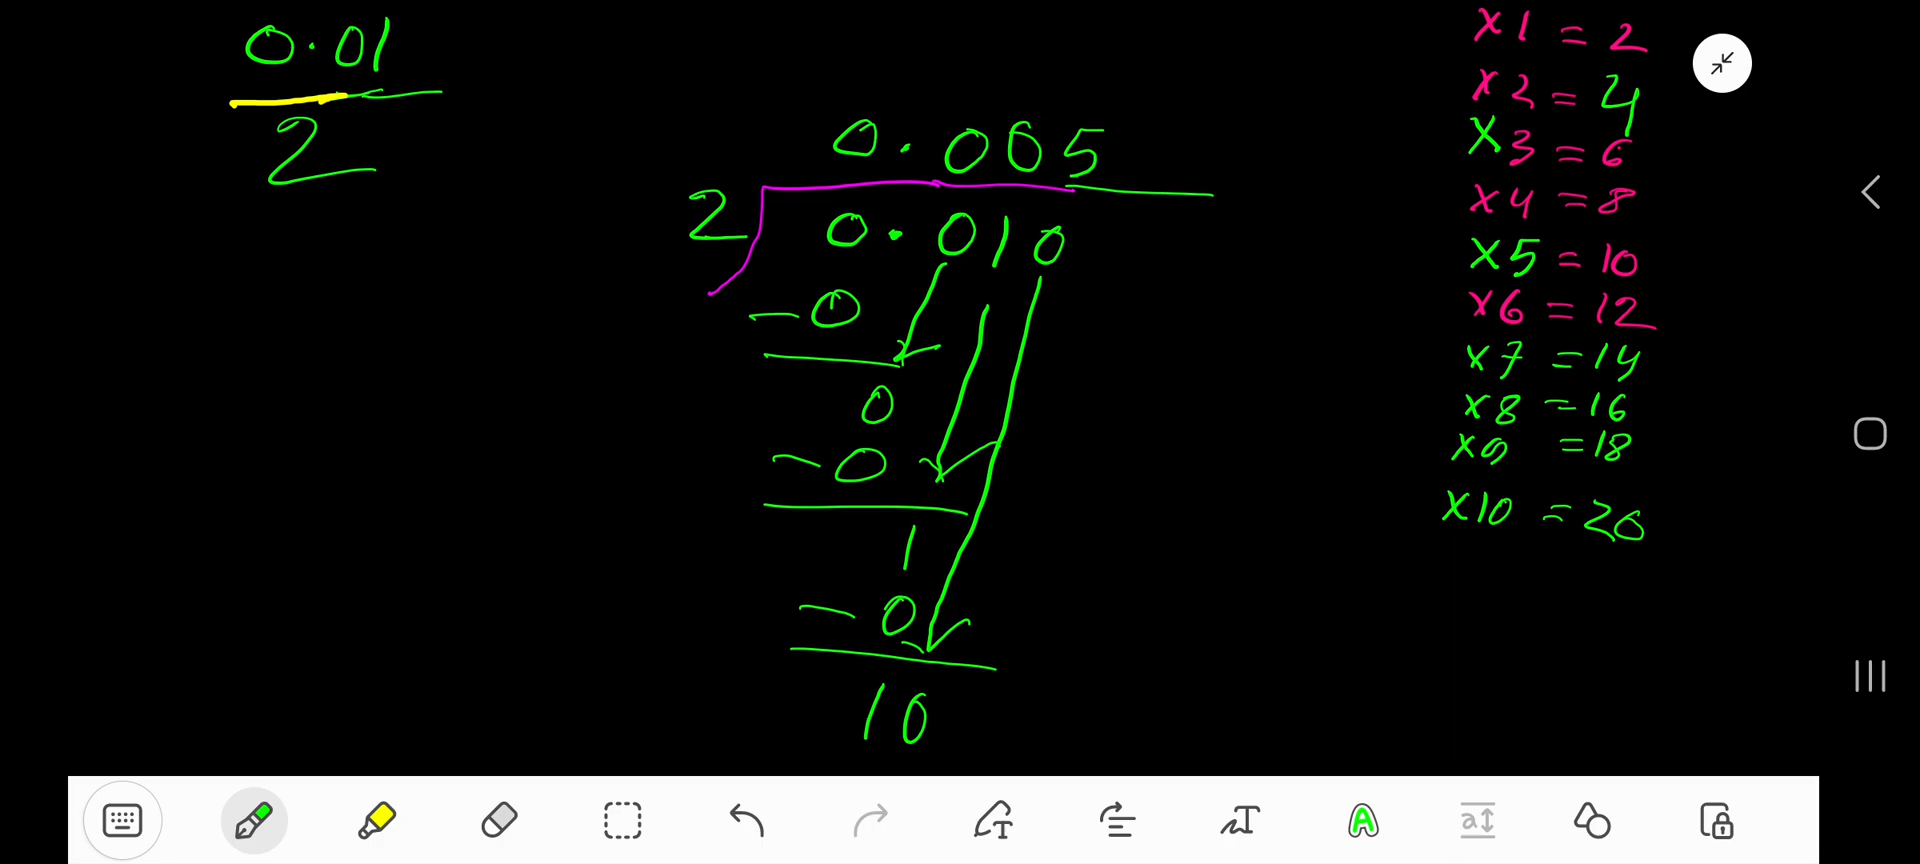 0.01
2
0.005
2 0.010
-0
0
-0
1
-0
10
x1 = 2
x2 = 4
x3 = 6
x4 = 8
x5 = 10
x6 = 12
x7 = 14
x8 = 16
x9 = 18
x10 = 20